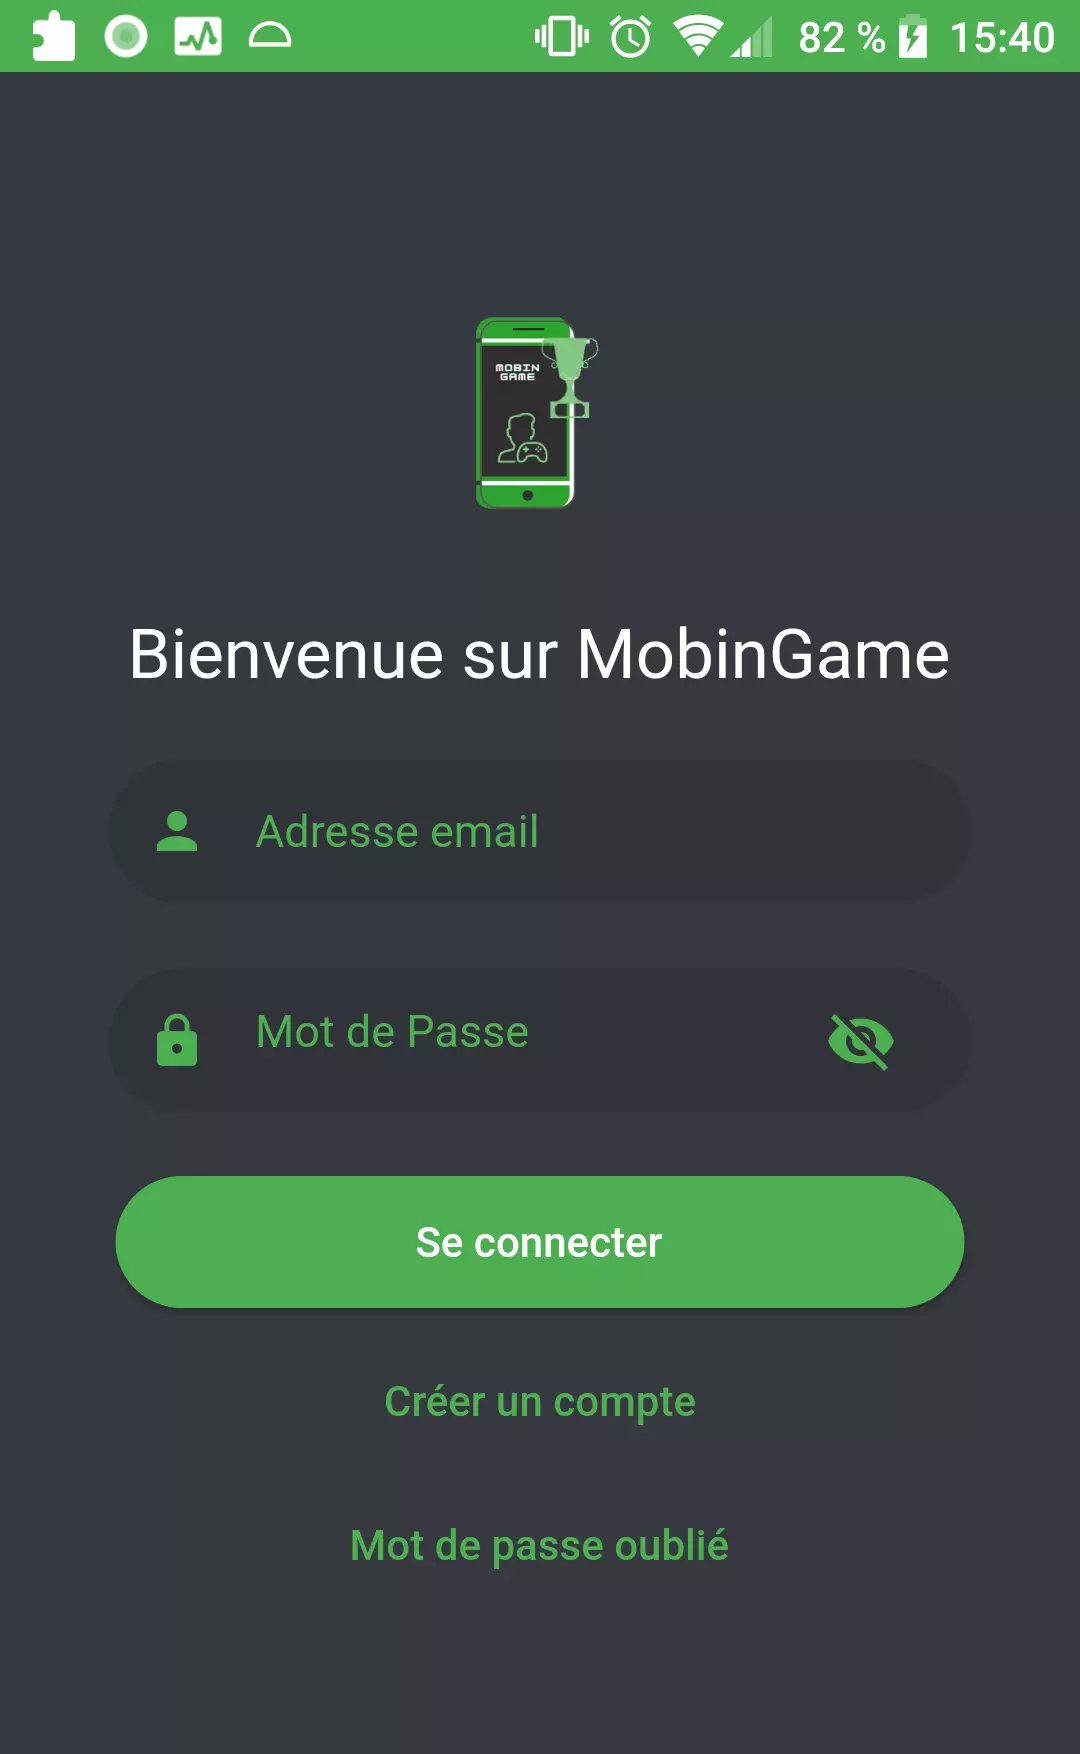 82 % 15:40
MOBIN
GAME
Bienvenue sur MobinGame
Adresse email
Mot de Passe
Se connecter
Créer un compte
Mot de passe oublié